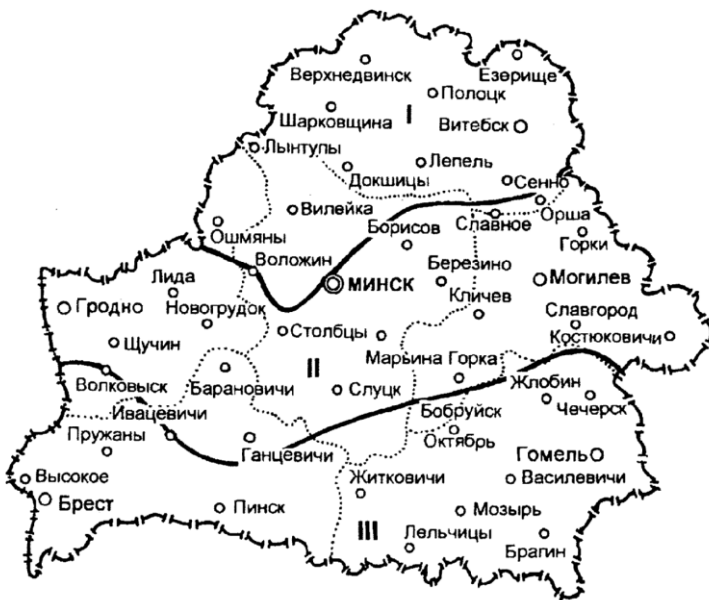 Верхнедвинск
Езерище
Полоцк
Шарковщина
I
Витебск
Лынтупы
Докшицы
Лепель
Сенно
Вилейка
Ошмяны
Борисов
Славное
Орша
Горки
Воложин
Лида
МИНСК
Березино
Могилев
Гродно
Новогрудок
Кличев
Славгород
Столбцы
Костюковичи
Щучин
Марьина Горка
II
Волковыск
Барановичи
Слуцк
Жлобин
Ивацевичи
Бобруйск
Чечерск
Пружаны
Октябрь
Ганцевичи
Гомель
Высокое
Житковичи
Василевичи
Брест
Пинск
Мозырь
III
Лельчицы
Брагин